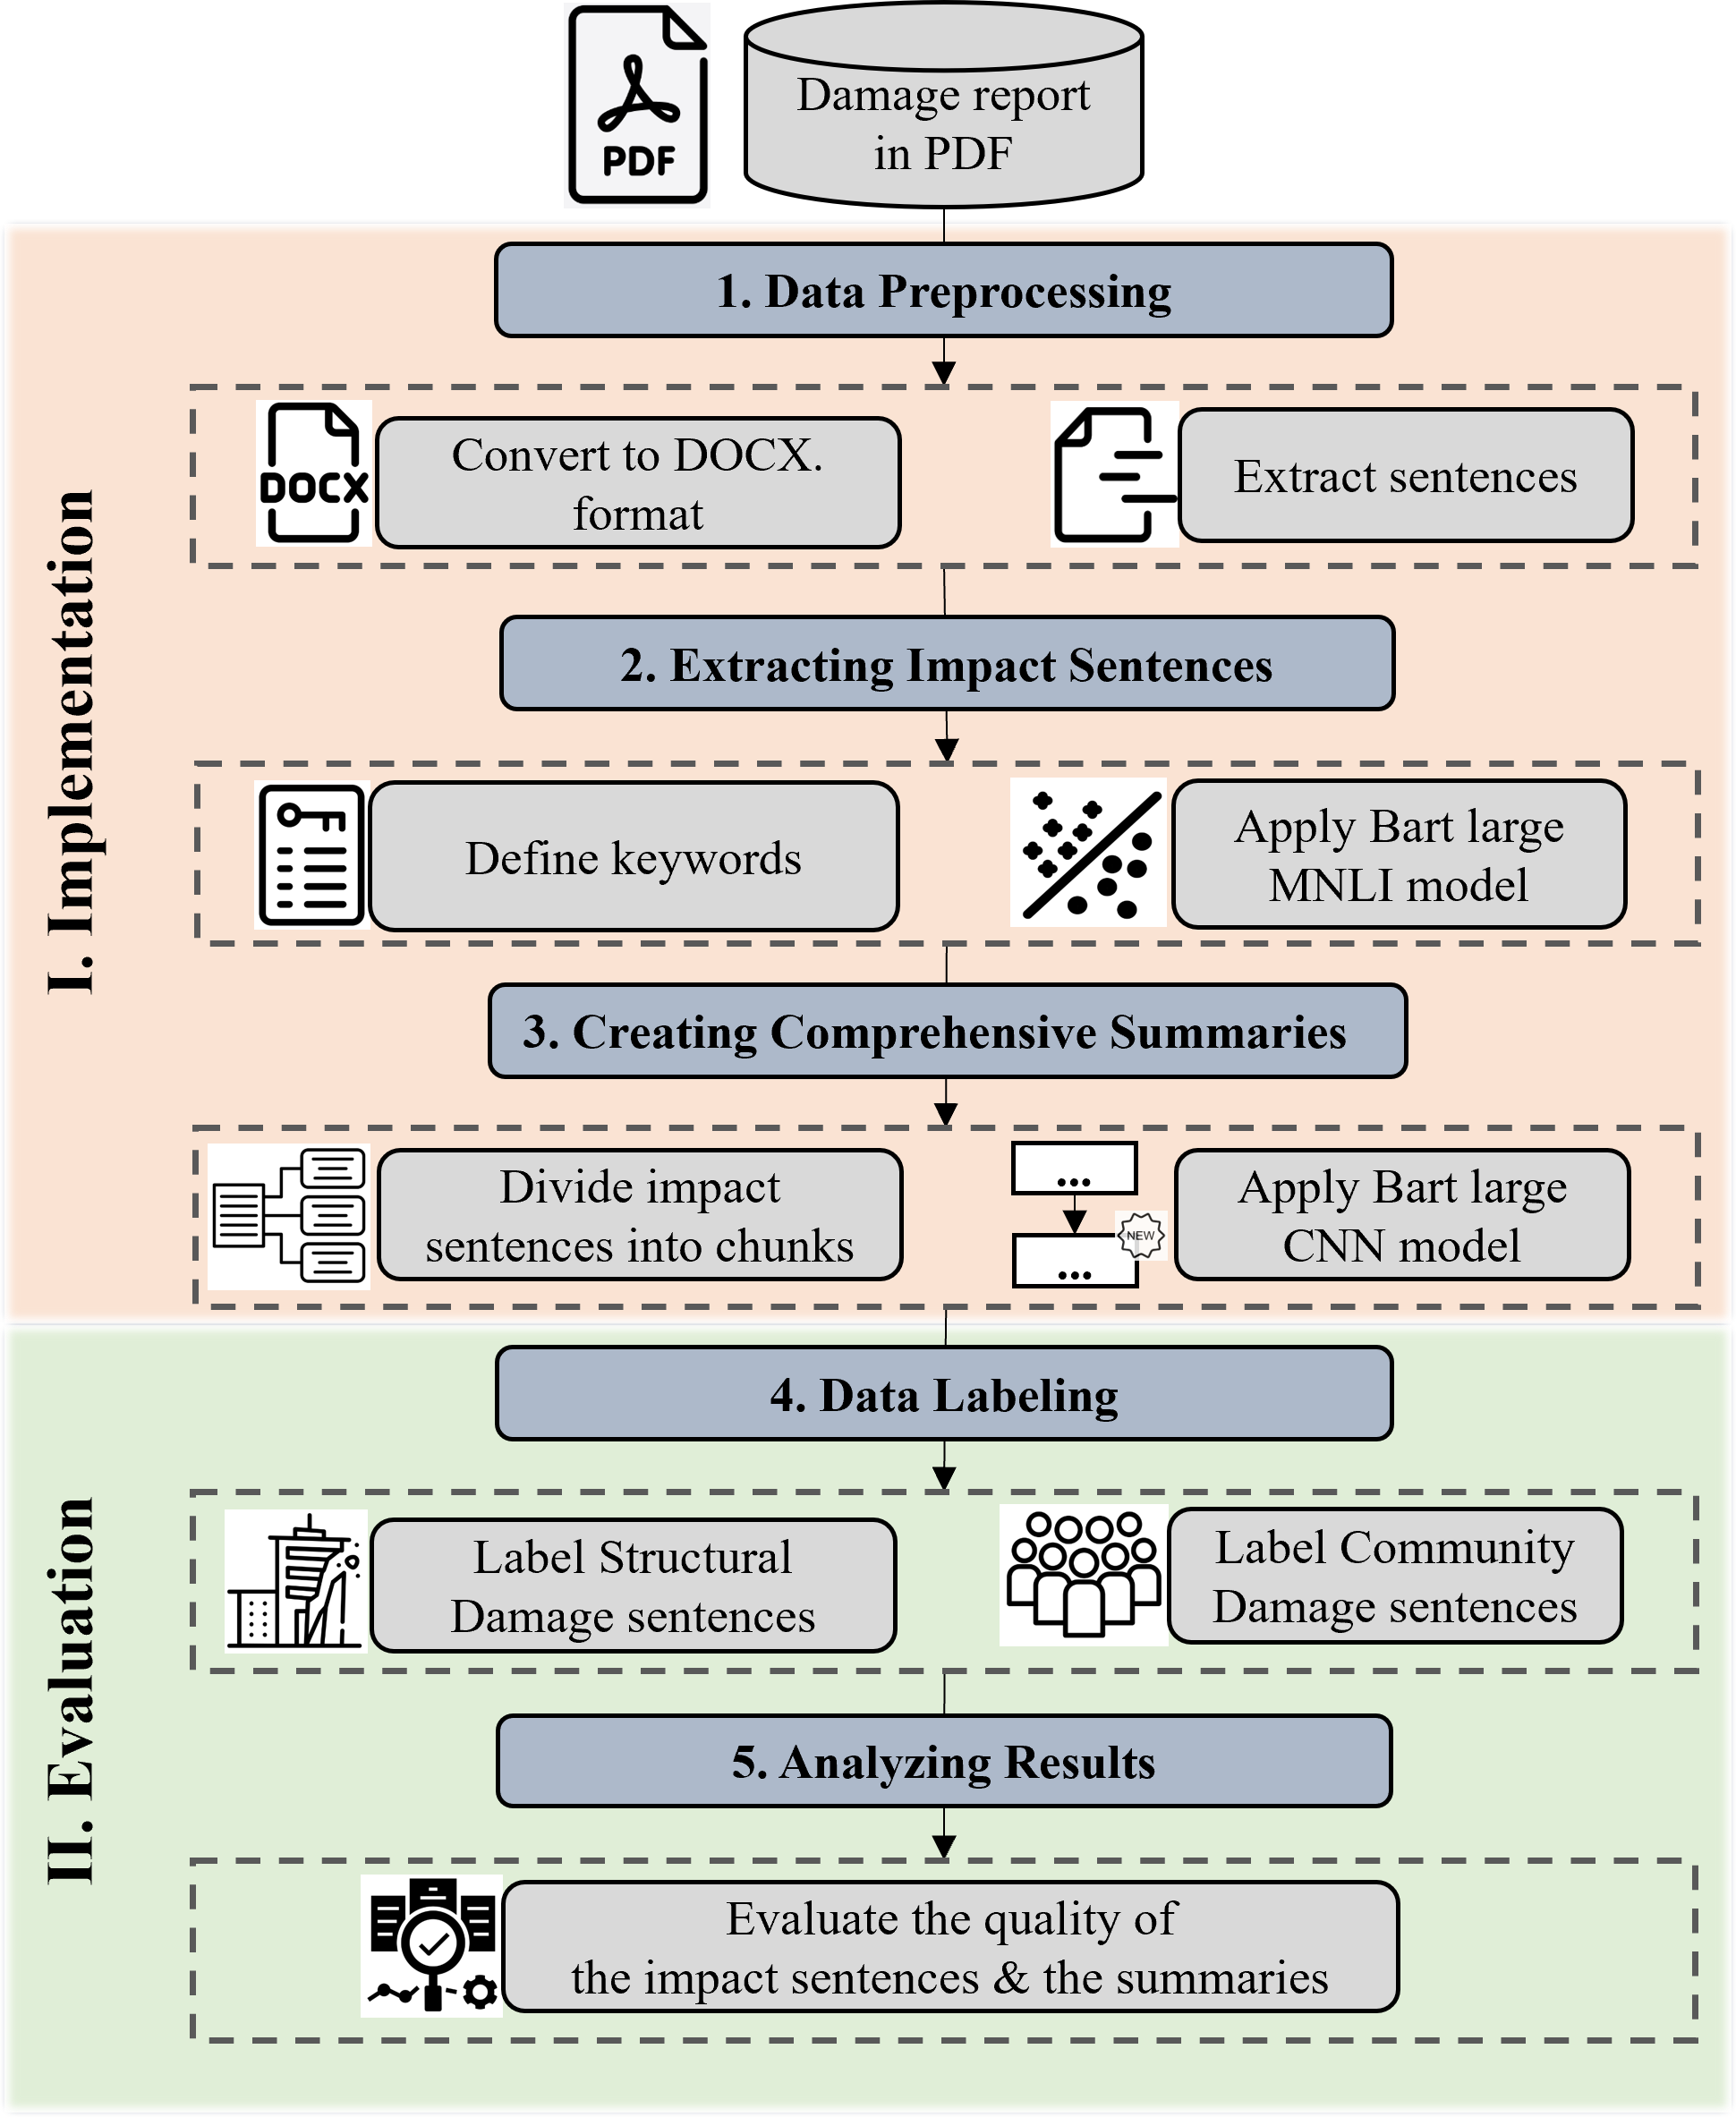 PDF
Damage report
in PDF
I. Implementation
1. Data Preprocessing
DOCX
Convert to DOCX.
format
Extract sentences
2. Extracting Impact Sentences
Define keywords
Apply Bart large
MNLI model
3. Creating Comprehensive Summaries
Divide impact
sentences into chunks
...
NEW
...
Apply Bart large
CNN model
II. Evaluation
4. Data Labeling
Label Structural
Damage sentences
Label Community
Damage sentences
5. Analyzing Results
Evaluate the quality of
the impact sentences & the summaries